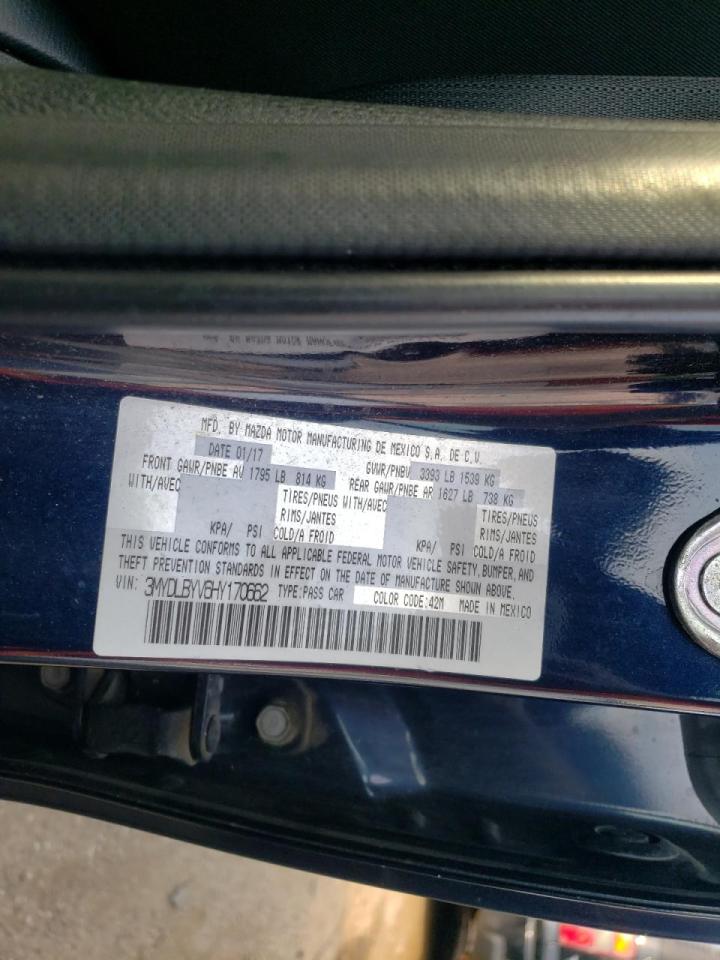 MFD. BY MAZDA MOTOR MANUFACTURING DE MEXICO S.A. DE C.V.
DATE 01/17 GVWR/PNBV 3393 LB 1539 KG
FRONT GAWR/PNBE AV 1795 LB 814 KG REAR GAWR/PNBE AR 1627 LB 738 KG
WITH/AVEC TIRES/PNEUS WITH/AVEC TIRES/PNEUS
RIMS/JANTES RIMS/JANTES
KPA/ PSI COLD/A FROID KPA/ PSI COLD/A FROID
THIS VEHICLE CONFORMS TO ALL APPLICABLE FEDERAL MOTOR VEHICLE SAFETY, BUMPER, AND
THEFT PREVENTION STANDARDS IN EFFECT ON THE DATE OF MANUFACTURE SHOWN ABOVE.
VIN: 3MYDLBYV8HY170662 TYPE:PASS CAR COLOR CODE:42M MADE IN MEXICO